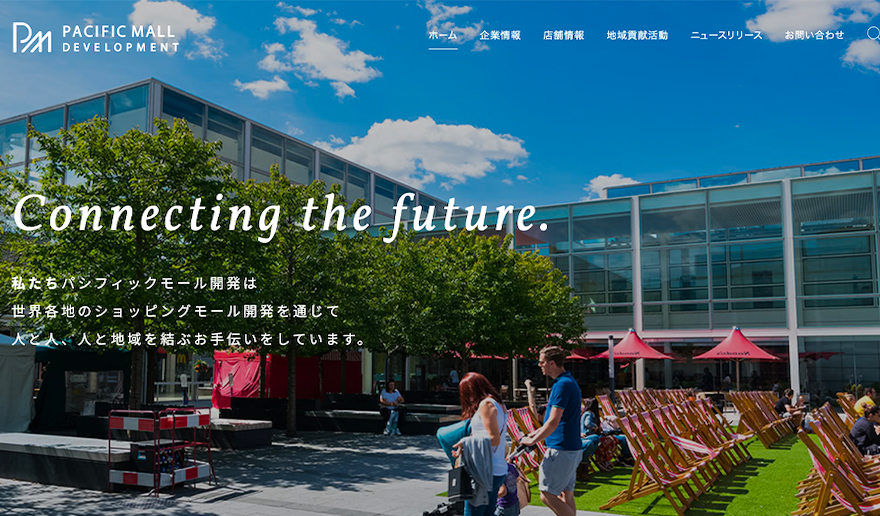 PACIFIC MALL
DEVELOPMENT
ホーム 企業情報 店舗情報 地域貢献活動 ニュースリリース お問い合わせ
Connecting the future.
私たちパシフィックモール開発は
世界各地のショッピングモール開発を通じて
人と人、人と地域を結ぶお手伝いをしています。